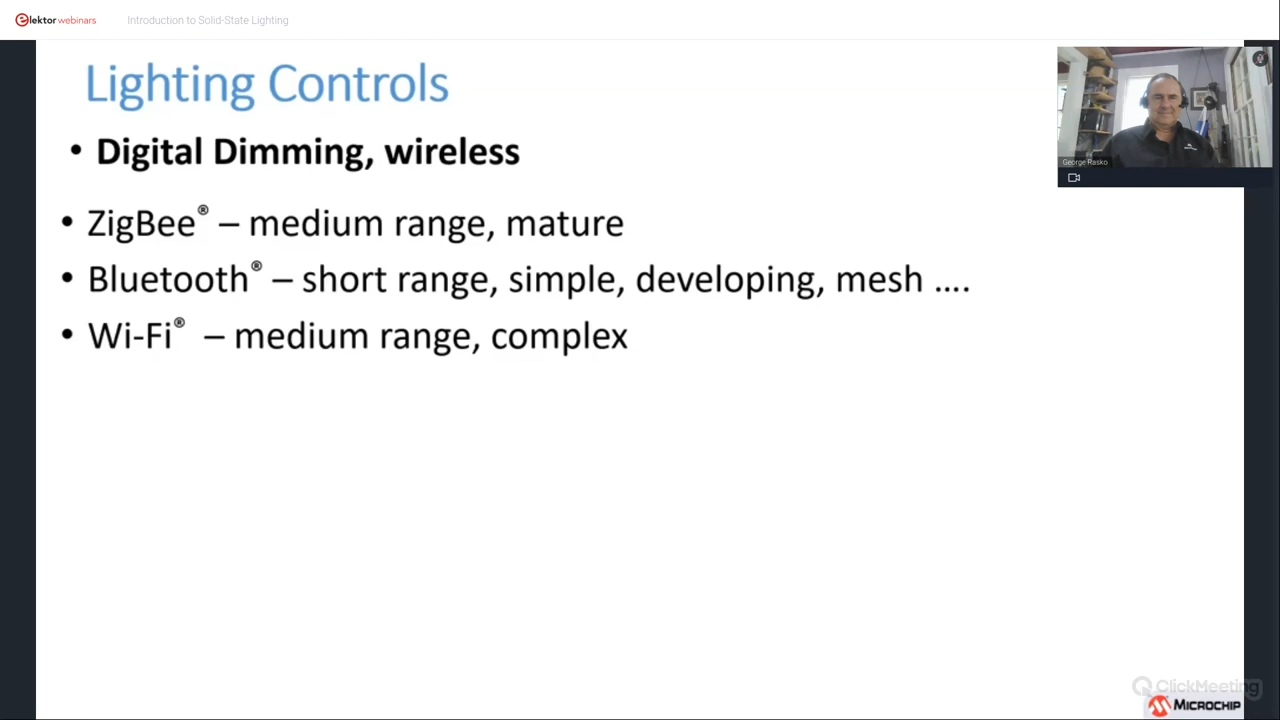 elektor webinars
Introduction to Solid-State Lighting
Lighting Controls
George Rasko
• Digital Dimming, wireless
• ZigBee® – medium range, mature
• Bluetooth® – short range, simple, developing, mesh ....
• Wi-Fi® – medium range, complex
ClickMeeting
MICROCHIP